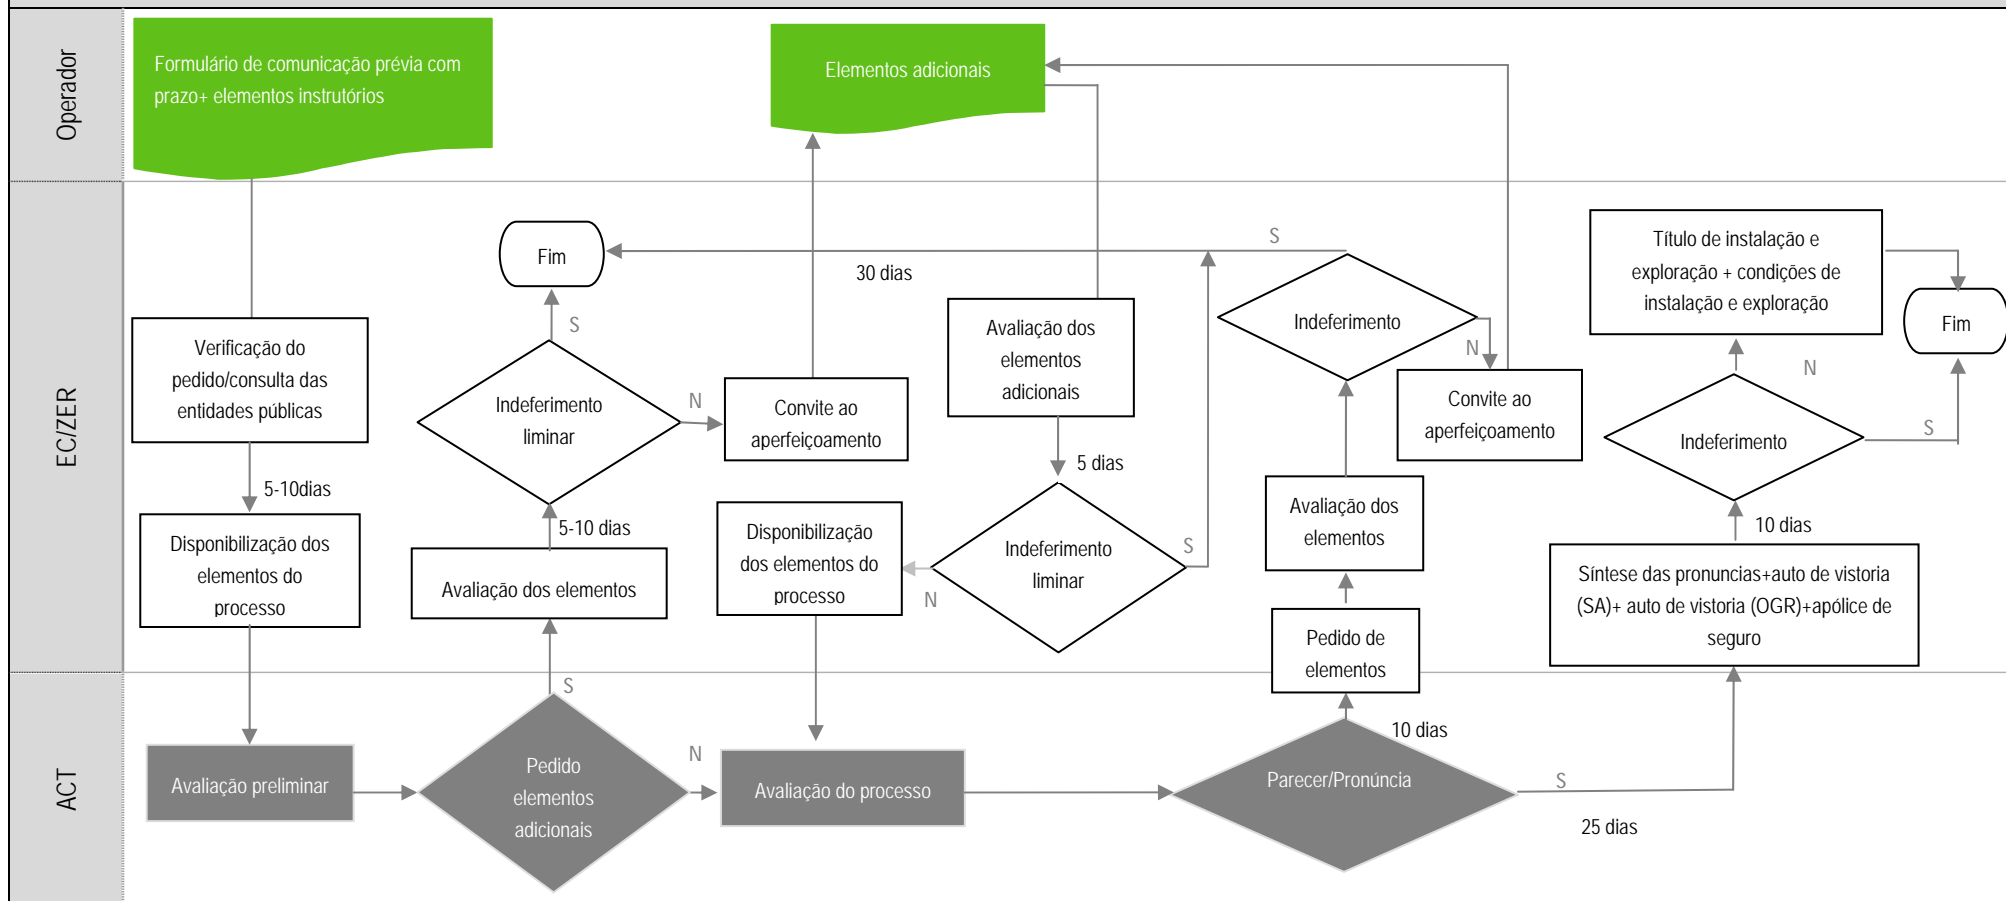 Operador
Formulário de comunicação prévia com
prazo+ elementos instrutórios
Elementos adicionais
EC/ZER
Verificação do
pedido/consulta das
entidades públicas
5-10dias
Disponibilização dos
elementos do
processo
Fim
S
Indeferimento
liminar
N
5-10 dias
Avaliação dos elementos
S
Convite ao
aperfeiçoamento
30 dias
Avaliação dos
elementos
adicionais
5 dias
Indeferimento
liminar
S
N
Disponibilização
dos elementos do
processo
S
Indeferimento
N
Convite ao
aperfeiçoamento
Avaliação dos
elementos
Pedido de
elementos
Título de instalação e
exploração + condições de
instalação e exploração
Fim
N
Indeferimento
S
10 dias
Síntese das pronuncias+auto de vistoria
(SA)+ auto de vistoria (OGR)+apólice de
seguro
ACT
Avaliação preliminar
Pedido
elementos
adicionais
N
Avaliação do processo
Parecer/Pronúncia
10 dias
S
25 dias